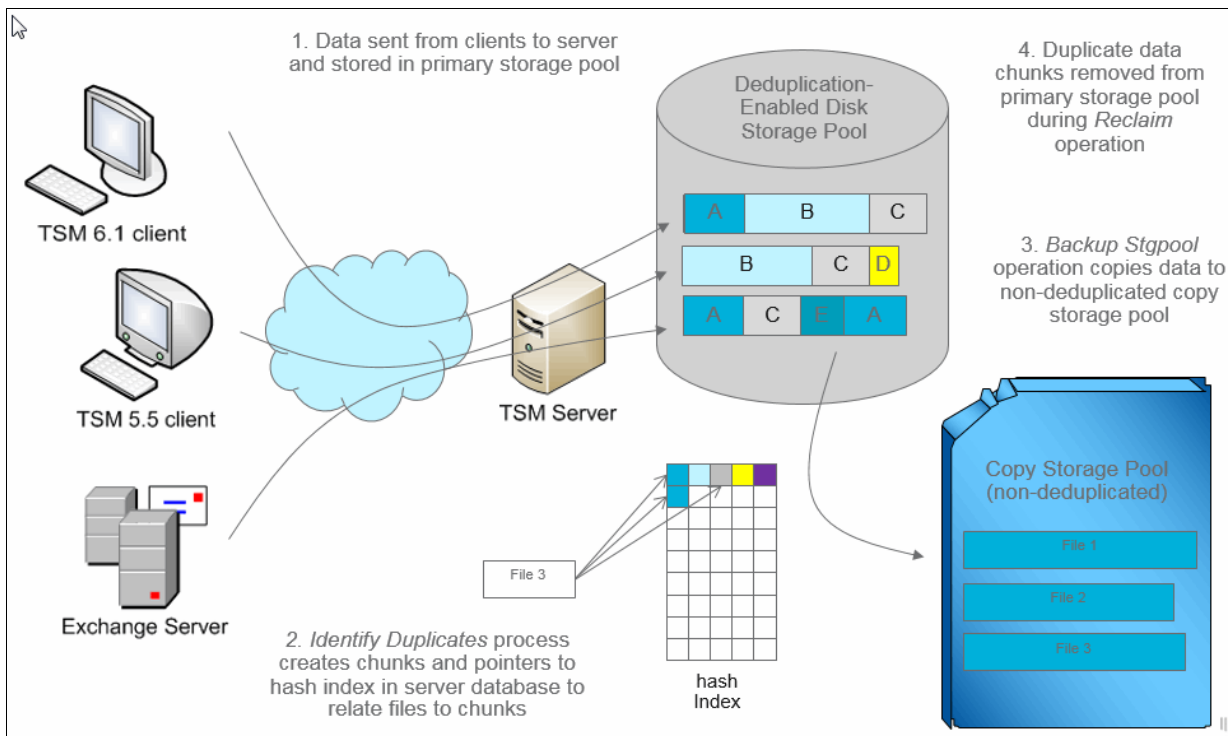 1. Data sent from clients to server
and stored in primary storage pool
TSM 6.1 client
TSM 5.5 client
Exchange Server
TSM Server
Deduplication-
Enabled Disk
Storage Pool
A B C
B C D
A C E A
4. Duplicate data
chunks removed from
primary storage pool
during Reclaim
operation
3. Backup Stgpool
operation copies data to
non-deduplicated copy
storage pool
2. Identify Duplicates process
creates chunks and pointers to
hash index in server database to
relate files to chunks
File 3
hash
Index
Copy Storage Pool
(non-deduplicated)
File 1
File 2
File 3